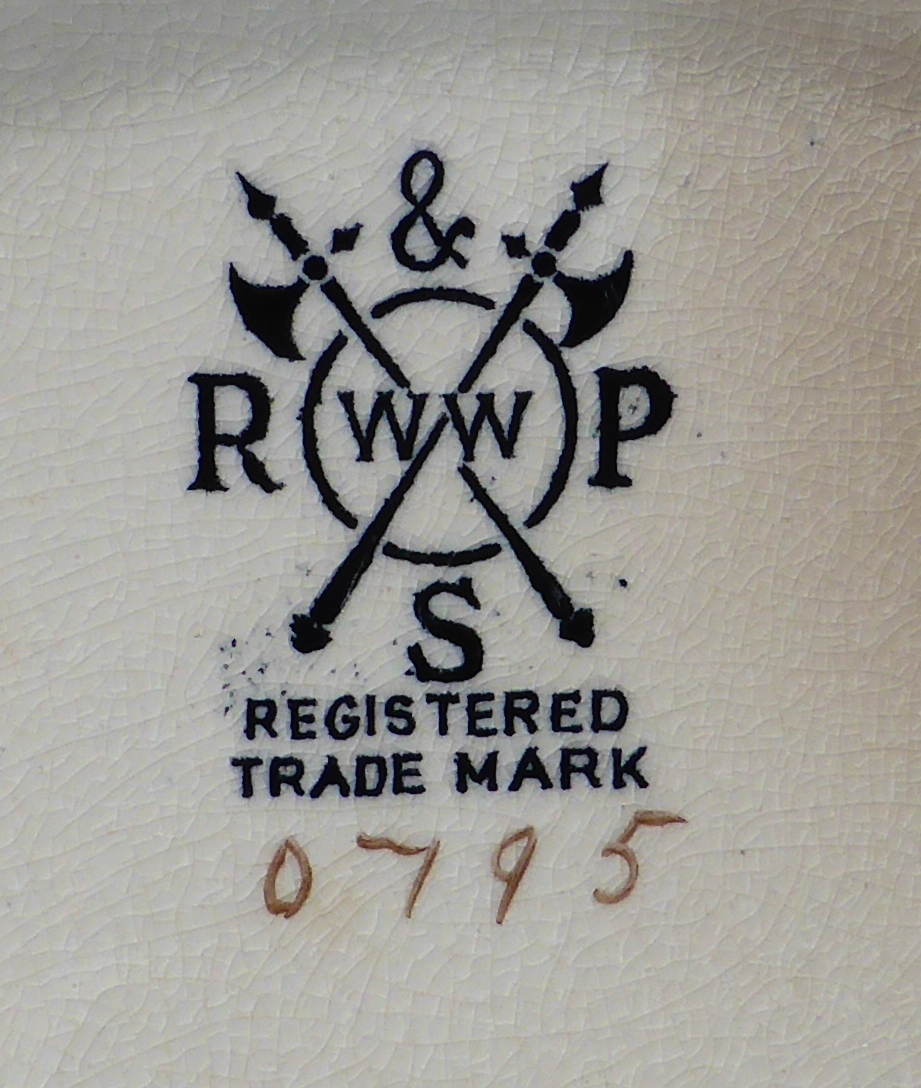 &
R WW P
S
REGISTERED
TRADE MARK
0795